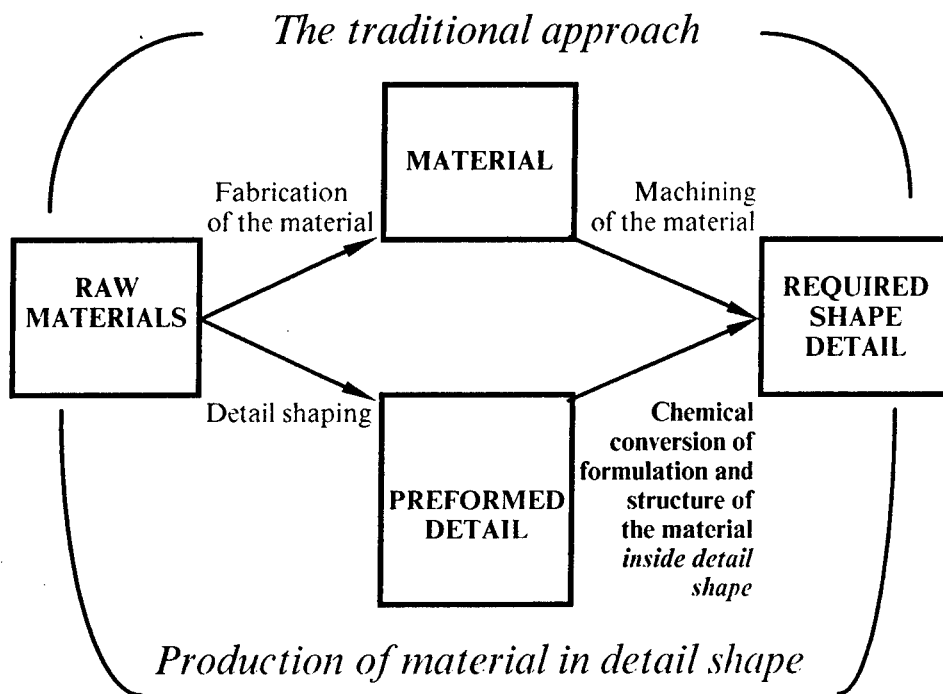 The traditional approach
MATERIAL
Fabrication
of the material
Machining
of the material
RAW
MATERIALS
REQUIRED
SHAPE
DETAIL
Detail shaping
PREFORMED
DETAIL
Chemical
conversion of
formulation and
structure of
the material
inside detail
shape
Production of material in detail shape